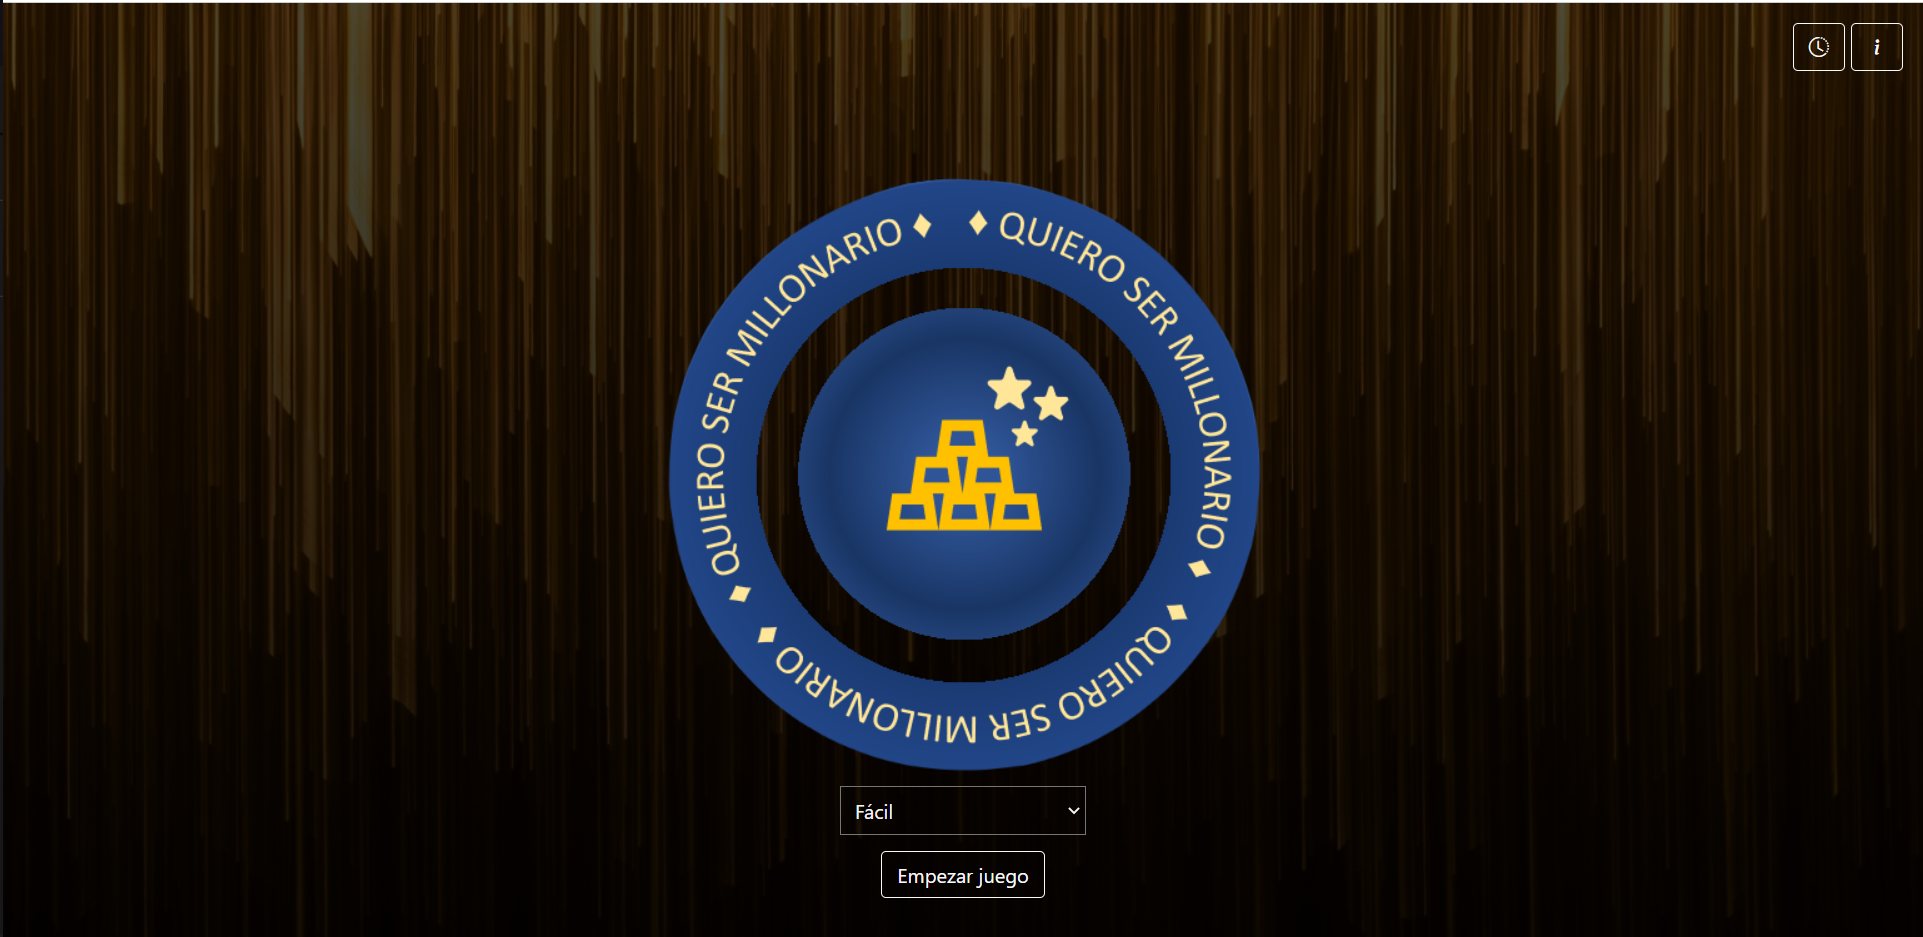 i
♦ QUIERO SER MILLONARIO ♦
♦ QUIERO SER MILLONARIO ♦
♦ QUIERO SER MILLONARIO ♦
Fácil
Empezar juego